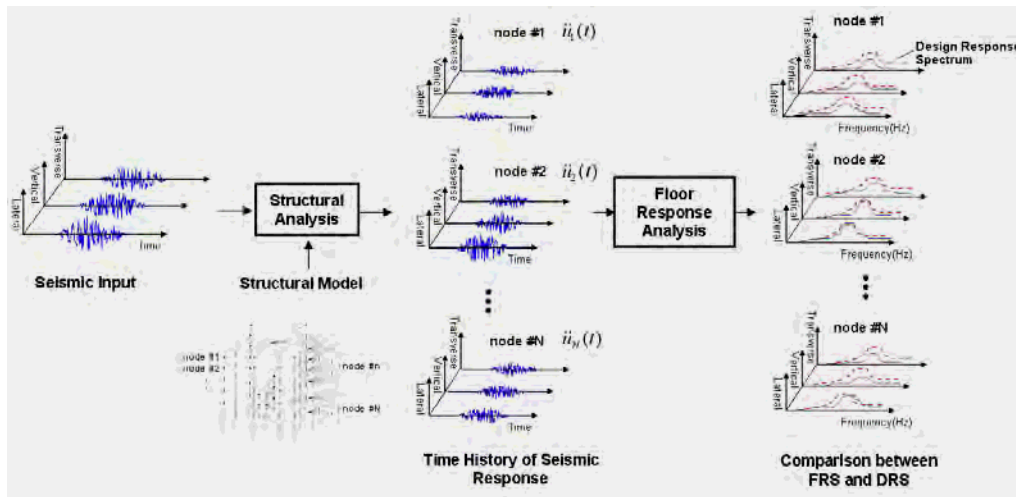 Seismic Input
Transverse
Vertical
Lateral
Time
Structural
Analysis
Structural Model
node #1
node #2
node #n
node #N
node #1 ü₁(t)
Transverse
Vertical
Lateral
Time
node #2 ü₂(t)
Transverse
Vertical
Lateral
Time
node #N ü_N(t)
Transverse
Vertical
Lateral
Time
Time History of Seismic
Response
Floor
Response
Analysis
node #1
Design Response
Spectrum
Transverse
Vertical
Lateral
Frequency(Hz)
node #2
Transverse
Vertical
Lateral
Frequency(Hz)
node #N
Transverse
Vertical
Lateral
Frequency(Hz)
Comparison between
FRS and DRS